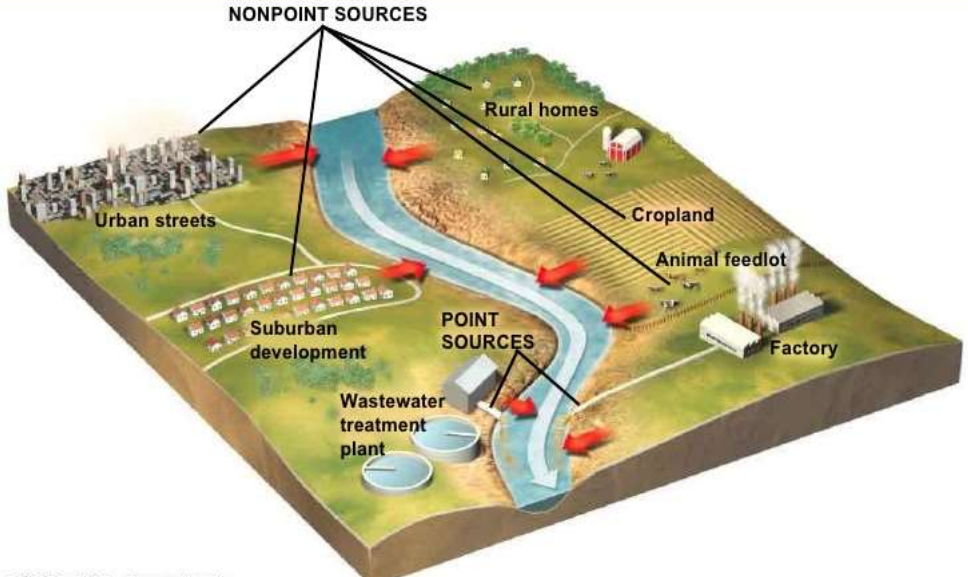 NONPOINT SOURCES
Rural homes
Urban streets
Cropland
Animal feedlot
Suburban
development
POINT
SOURCES
Factory
Wastewater
treatment
plant